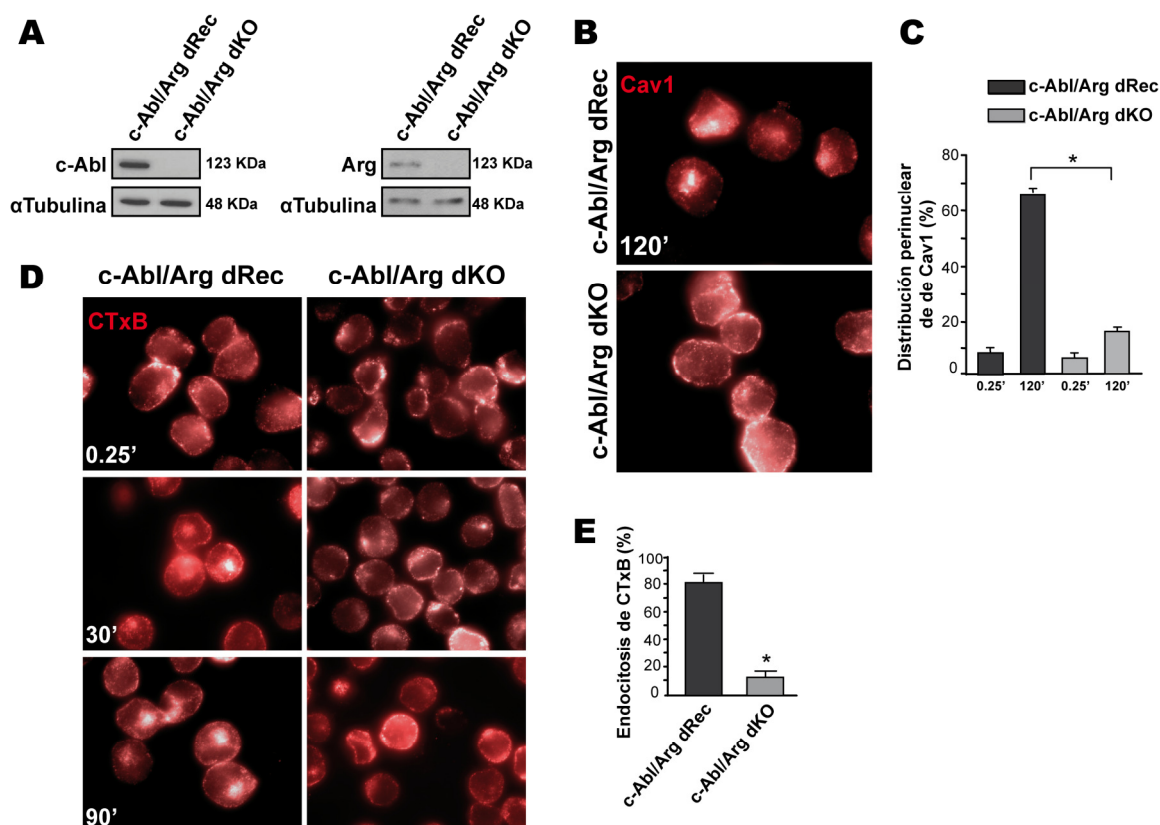 A
c-Abl/Arg dRec
c-Abl/Arg dKO
c-Abl
123 KDa
αTubulina
48 KDa
c-Abl/Arg dRec
c-Abl/Arg dKO
Arg
123 KDa
αTubulina
48 KDa
B
c-Abl/Arg dRec
Cav1
120’
c-Abl/Arg dKO
C
c-Abl/Arg dRec
c-Abl/Arg dKO
Distribución perinuclear
de de Cav1 (%)
80
60
40
20
0
*
0.25’ 120’ 0.25’ 120’
D
c-Abl/Arg dRec c-Abl/Arg dKO
CTxB
0.25’
30’
90’
E
Endocitosis de CTxB (%)
100
80
60
40
20
0
*
c-Abl/Arg dRec
c-Abl/Arg dKO